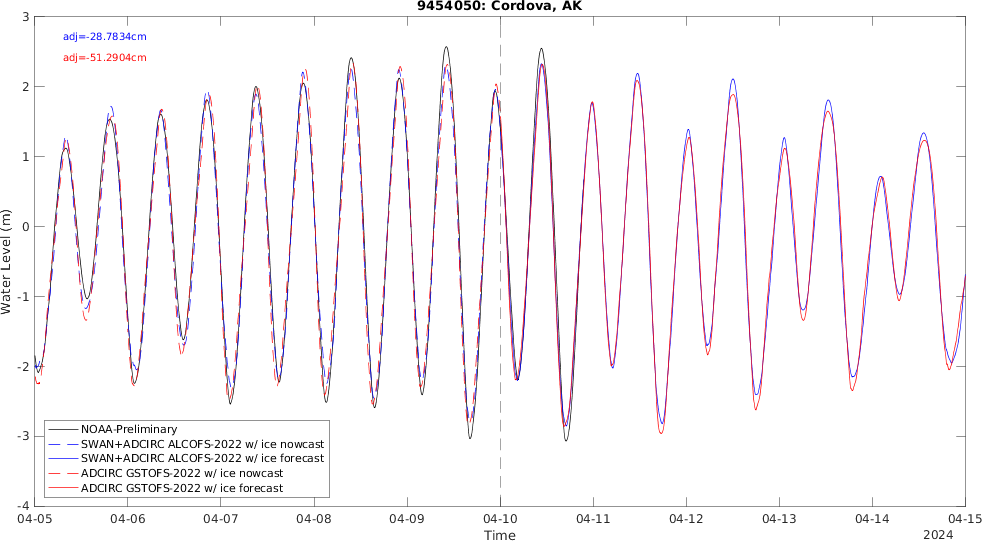 9454050: Cordova, AK
adj=-28.7834cm
adj=-51.2904cm
3
2
1
0
-1
-2
-3
-4
Water Level (m)
NOAA-Preliminary
SWAN+ADCIRC ALCOFS-2022 w/ ice nowcast
SWAN+ADCIRC ALCOFS-2022 w/ ice forecast
ADCIRC GSTOFS-2022 w/ ice nowcast
ADCIRC GSTOFS-2022 w/ ice forecast
04-05 04-06 04-07 04-08 04-09 04-10 04-11 04-12 04-13 04-14 04-15
Time
2024